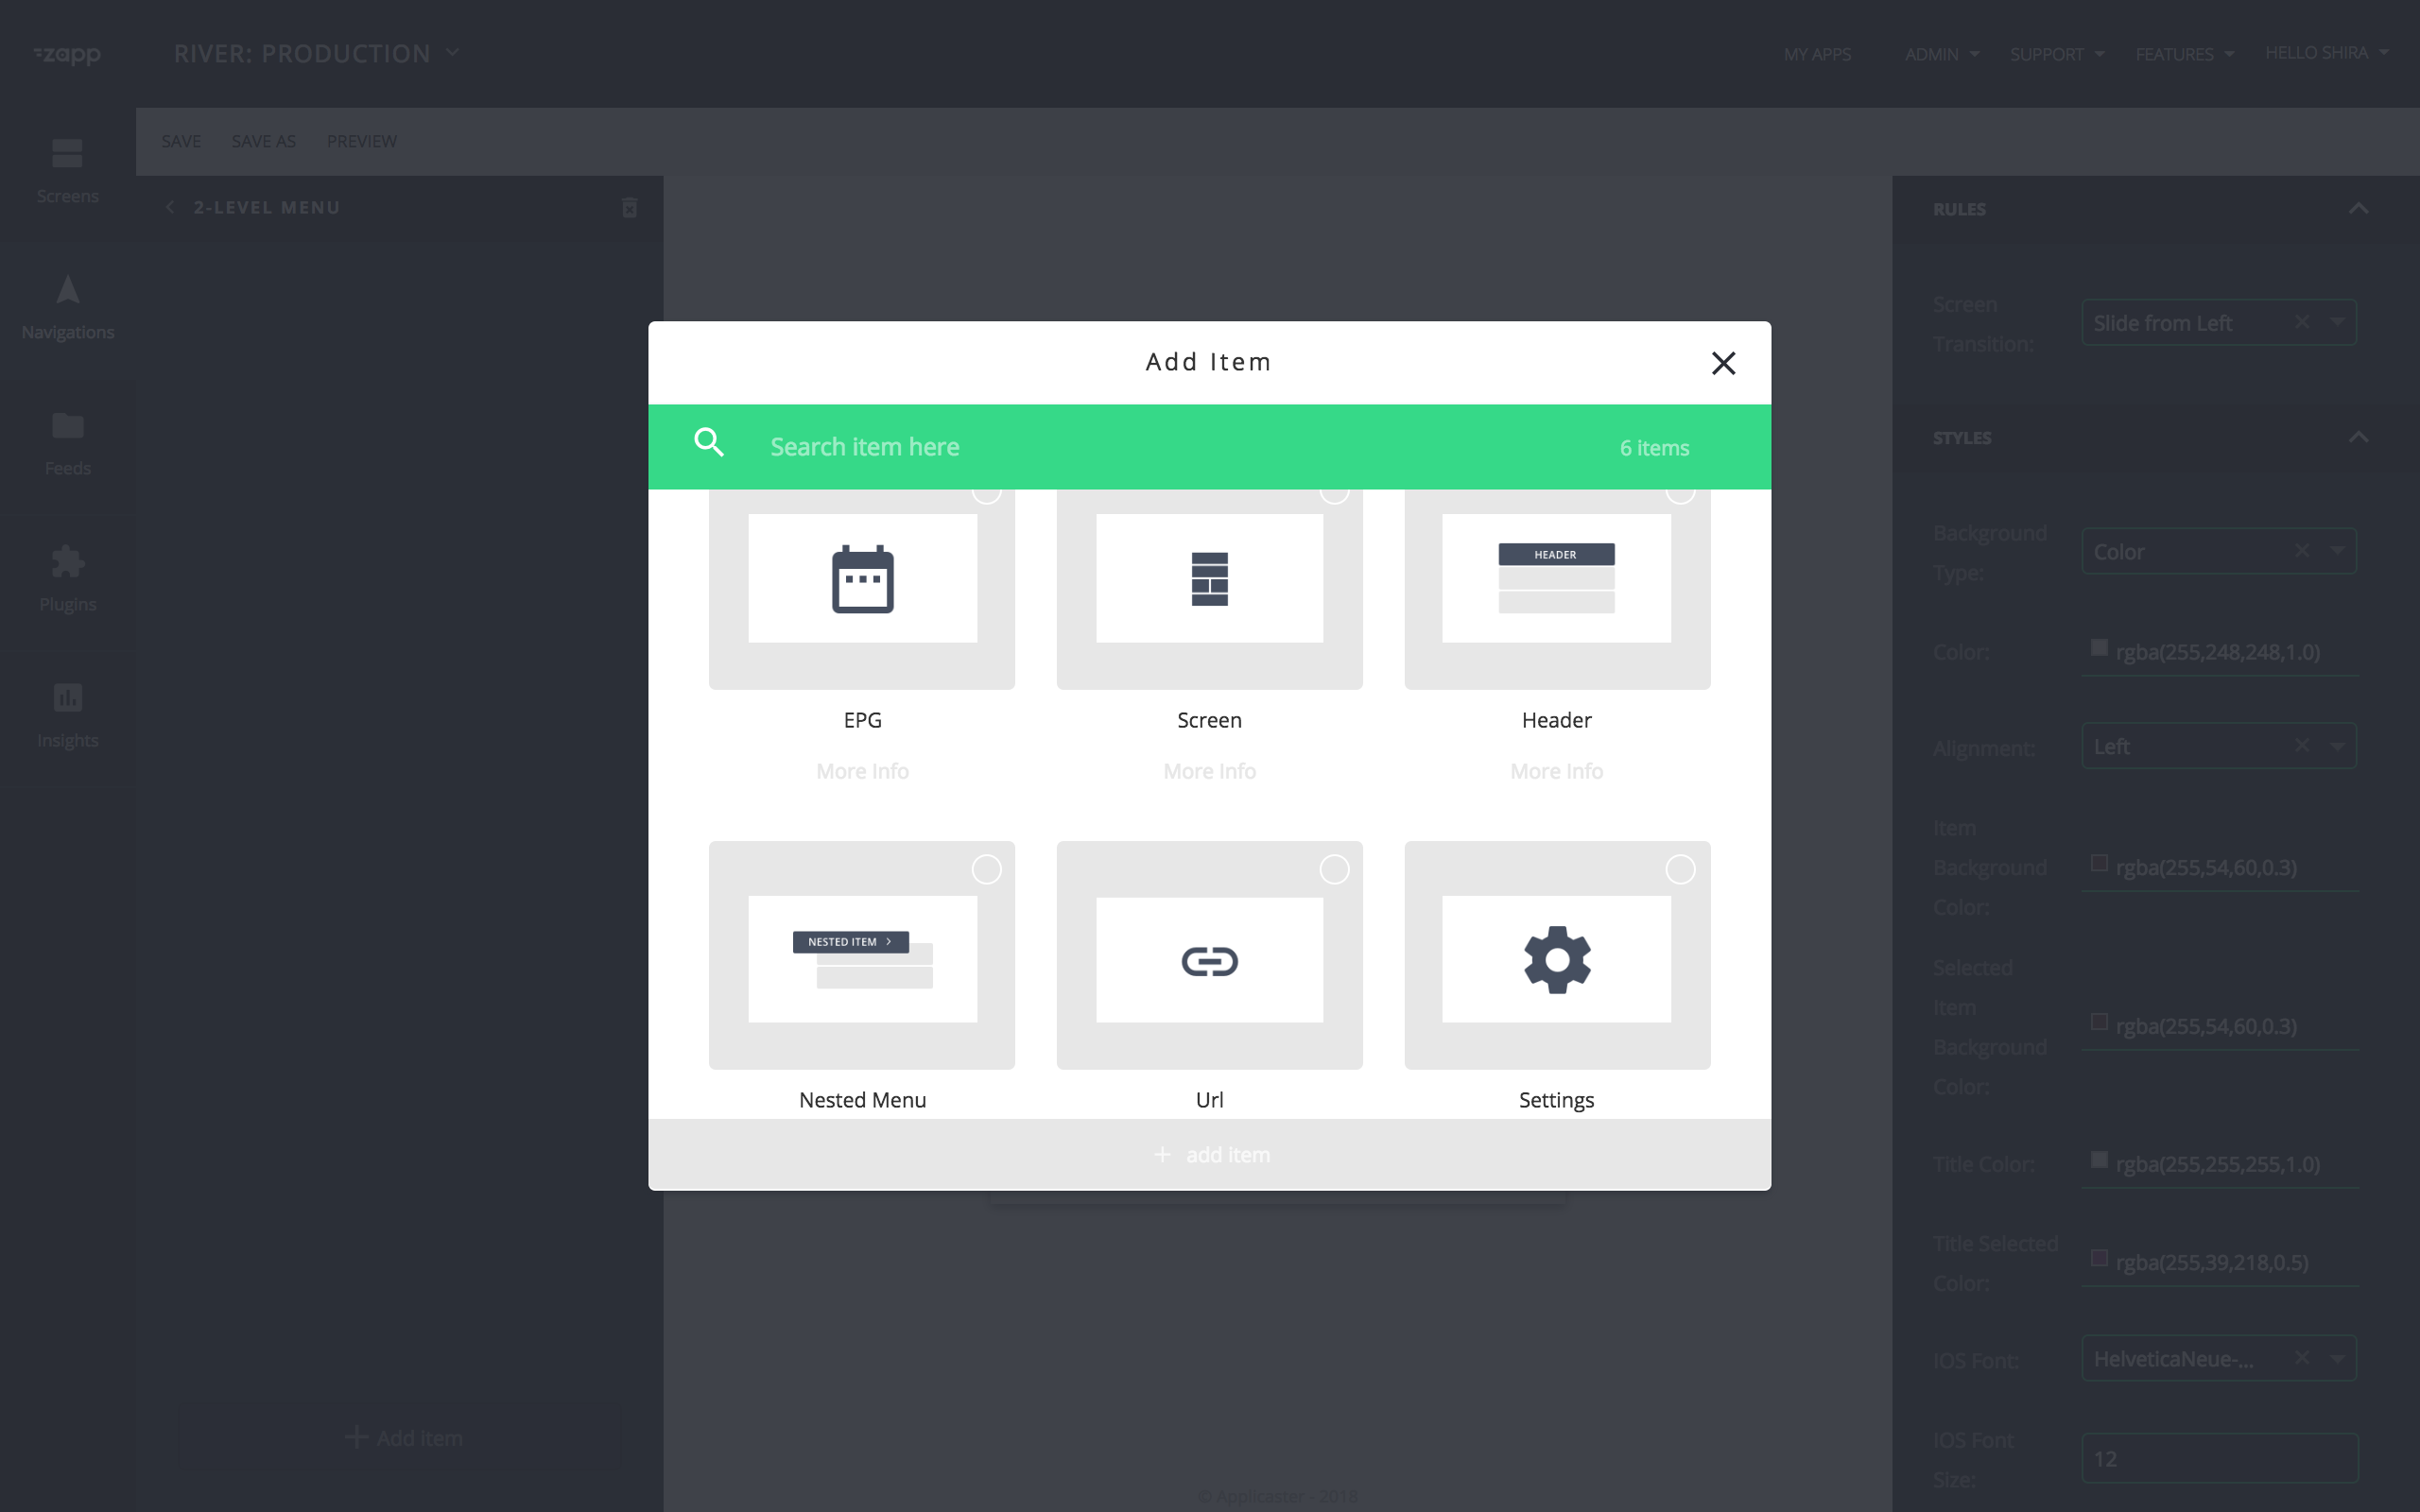 zapp
RIVER: PRODUCTION
MY APPS
ADMIN
SUPPORT
FEATURES
HELLO SHIRA
SAVE
SAVE AS
PREVIEW
Screens
Navigations
Feeds
Plugins
Insights
2-LEVEL MENU
Add item
Add Item
Search item here
6 items
EPG
More Info
Screen
More Info
HEADER
Header
More Info
NESTED ITEM
Nested Menu
Url
Settings
add item
© Applicaster - 2018
RULES
Screen
Transition:
Slide from Left
STYLES
Background
Type:
Color
Color:
rgba(255,248,248,1.0)
Alignment:
Left
Item
Background
Color:
rgba(255,54,60,0.3)
Selected
Item
Background
Color:
rgba(255,54,60,0.3)
Title Color:
rgba(255,255,255,1.0)
Title Selected
Color:
rgba(255,39,218,0.5)
IOS Font:
HelveticaNeue-...
IOS Font
Size:
12